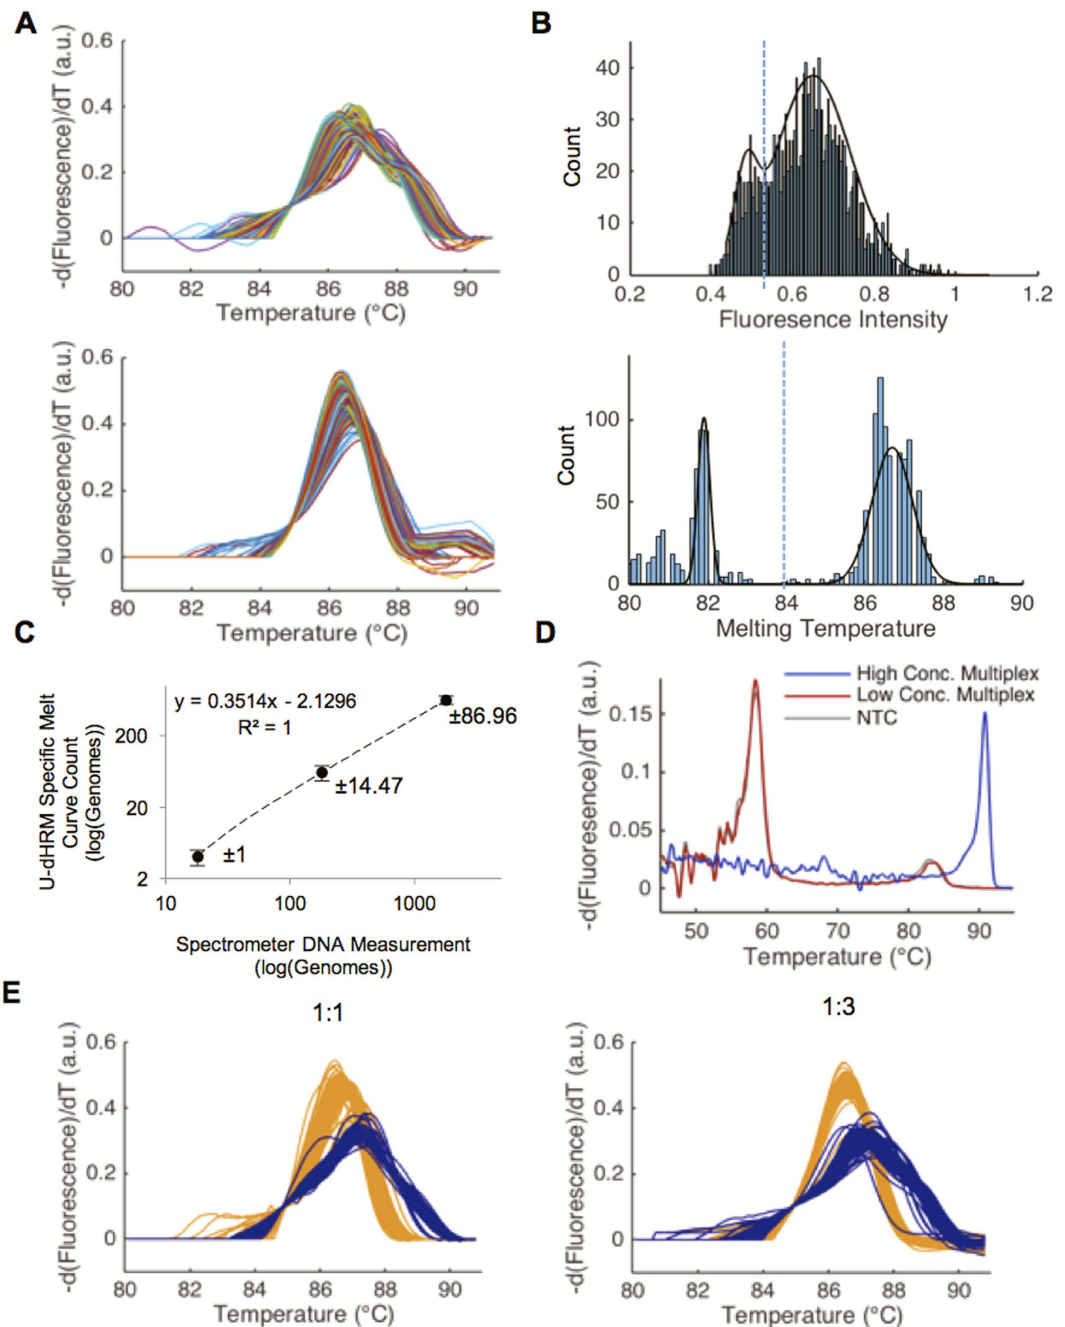 A
-d(Fluorescence)/dT (a.u.)
0.6
0.4
0.2
0
80 82 84 86 88 90
Temperature (°C)
-d(Fluorescence)/dT (a.u.)
0.6
0.4
0.2
0
80 82 84 86 88 90
Temperature (°C)
B
Count
40
30
20
10
0
0.2 0.4 0.6 0.8 1 1.2
Fluoresence Intensity
Count
100
50
0
80 82 84 86 88 90
Melting Temperature
C
U-dHRM Specific Melt
Curve Count
(log(Genomes))
y = 0.3514x - 2.1296
R² = 1
200
20
2
±86.96
±14.47
±1
10 100 1000
Spectrometer DNA Measurement
(log(Genomes))
D
-d(Fluoresence)/dT (a.u.)
High Conc. Multiplex
Low Conc. Multiplex
NTC
0.15
0.1
0.05
0
50 60 70 80 90
Temperature (°C)
E
1:1
-d(Fluorescence)/dT (a.u.)
0.6
0.4
0.2
0
80 82 84 86 88 90
Temperature (°C)
1:3
-d(Fluorescence)/dT (a.u.)
0.6
0.4
0.2
0
80 82 84 86 88 90
Temperature (°C)